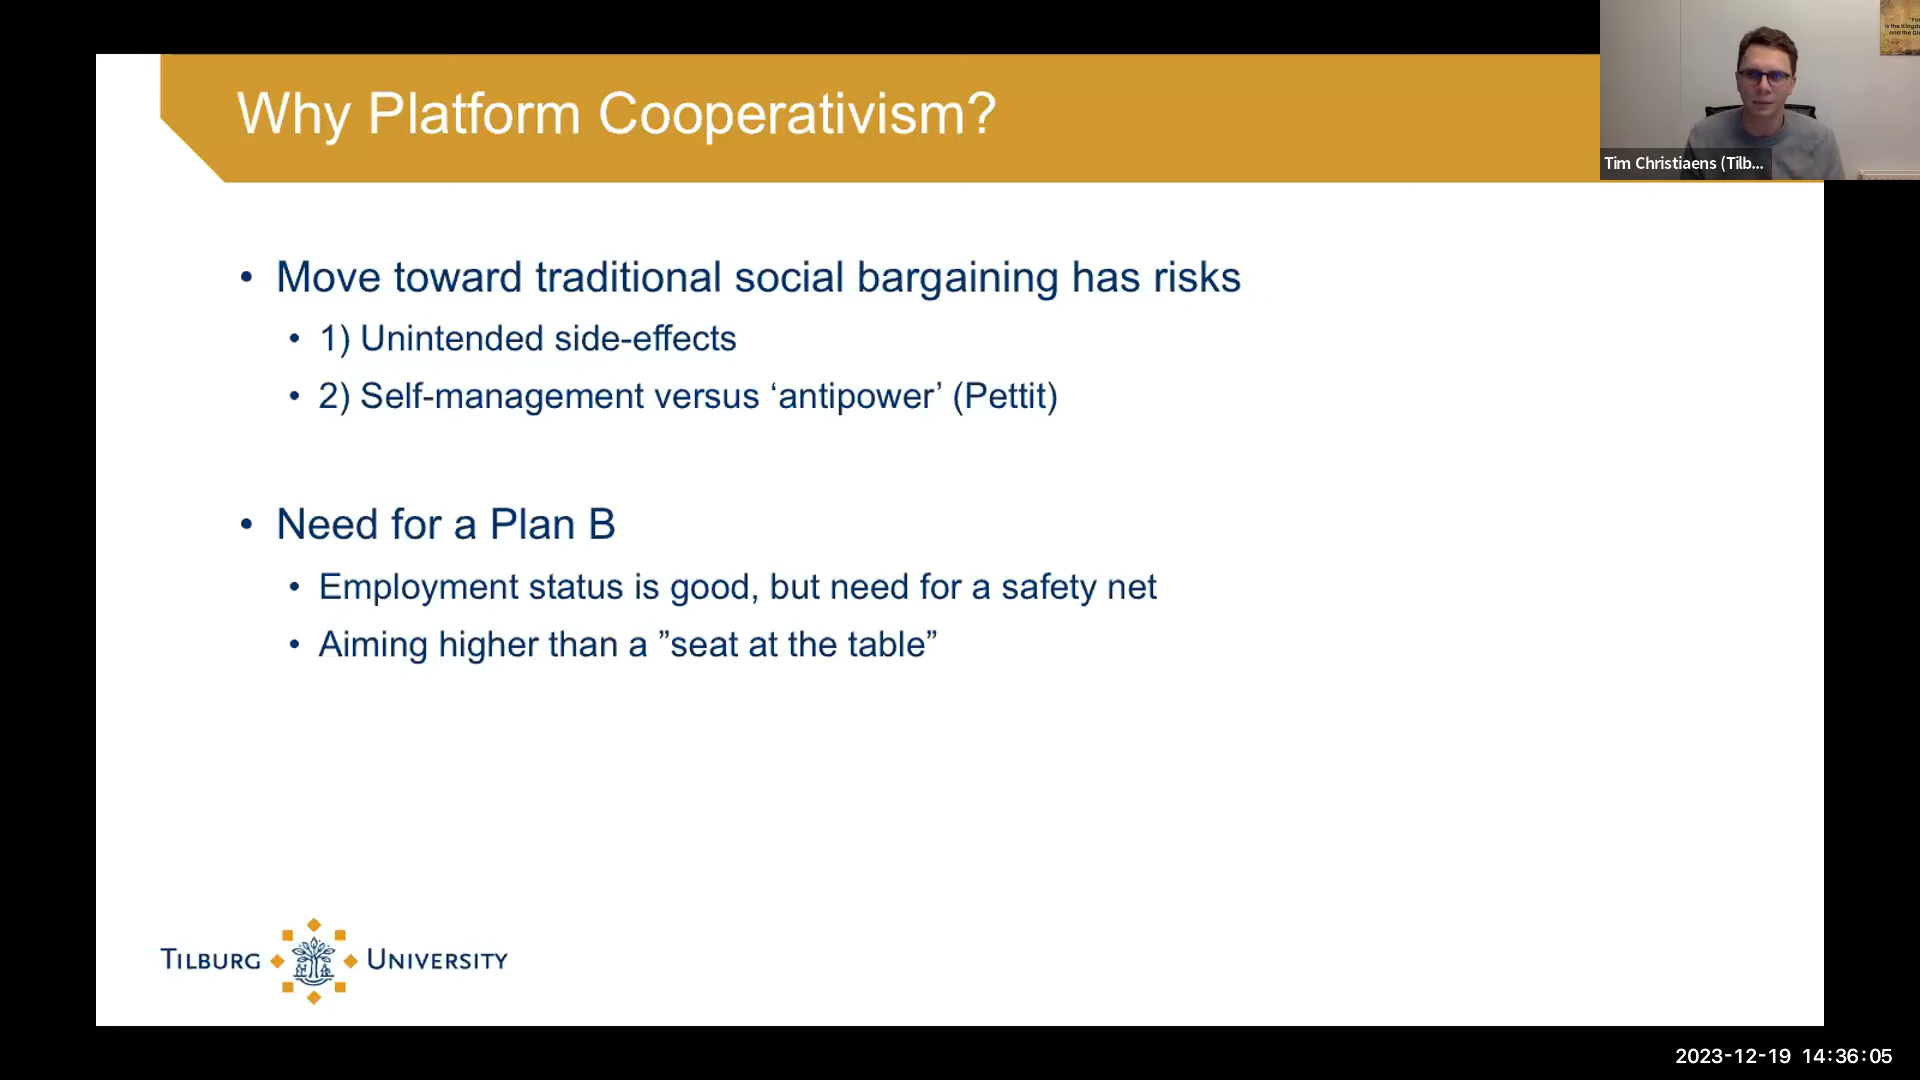 Why Platform Cooperativism?
Tim Christiaens (Tilb...
• Move toward traditional social bargaining has risks
• 1) Unintended side-effects
• 2) Self-management versus ‘antipower’ (Pettit)
• Need for a Plan B
• Employment status is good, but need for a safety net
• Aiming higher than a ”seat at the table”
TILBURG UNIVERSITY
2023-12-19 14:36:05